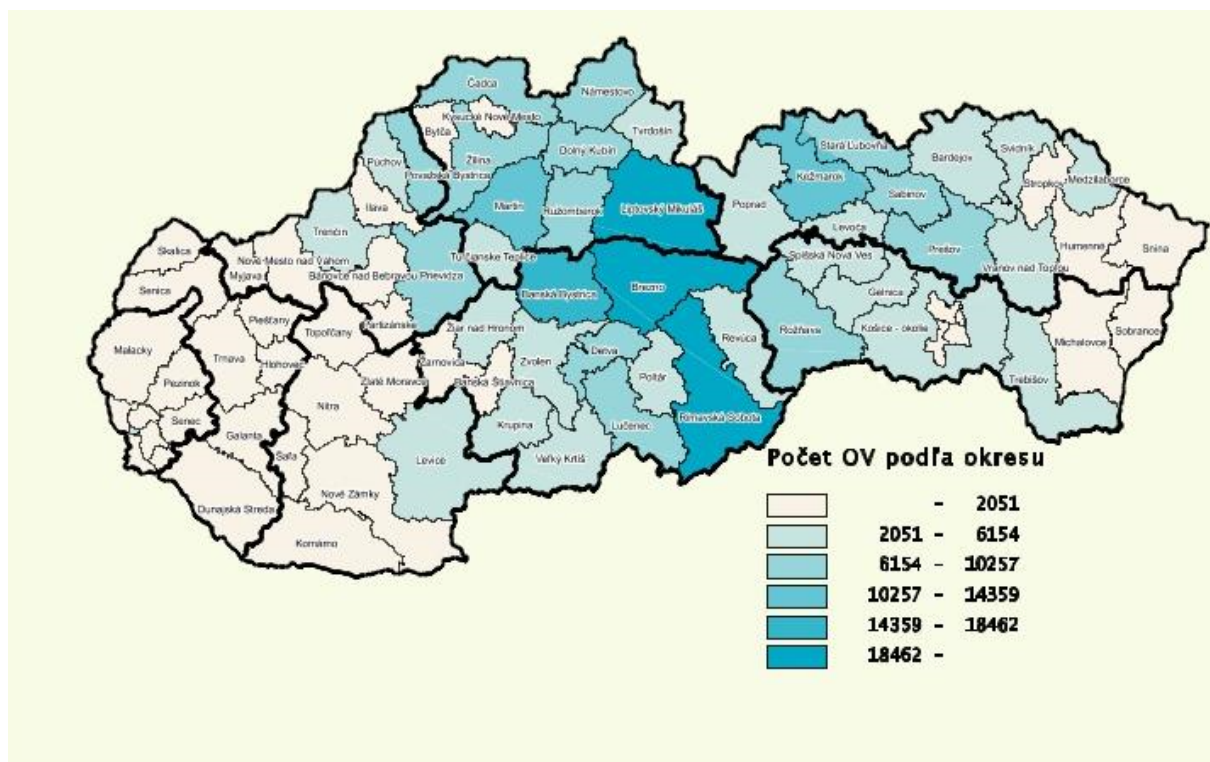 Čadca
Námestovo
Kysucké Nové Mesto
Bytča
Tvrdošín
Dolný Kubín
Púchov
Žilina
Považská Bystrica
Stará Ľubovňa
Bardejov
Svidník
Kežmarok
Medzilaborce
Stropkov
Sabinov
Ilava
Martin
Ružomberok
Liptovský Mikuláš
Poprad
Levoča
Trenčín
Prešov
Humenné
Snina
Skalica
Nové Mesto nad Váhom
Turčianske Teplice
Spišská Nová Ves
Vranov nad Topľou
Myjava
Bánovce nad Bebravou
Prievidza
Senica
Banská Bystrica
Brezno
Gelnica
Piešťany
Partizánske
Topoľčany
Žiar nad Hronom
Rožňava
Košice - okolie
Sobrance
Malacky
Trnava
Hlohovec
Žarnovica
Zvolen
Detva
Revúca
Michalovce
Pezinok
Zlaté Moravce
Banská Štiavnica
Poltár
Trebišov
Nitra
Senec
Galanta
Krupina
Lučenec
Rimavská Sobota
Šaľa
Levice
Veľký Krtíš
Nové Zámky
Dunajská Streda
Komárno
Počet OV podľa okresu
- 2051
2051 - 6154
6154 - 10257
10257 - 14359
14359 - 18462
18462 -